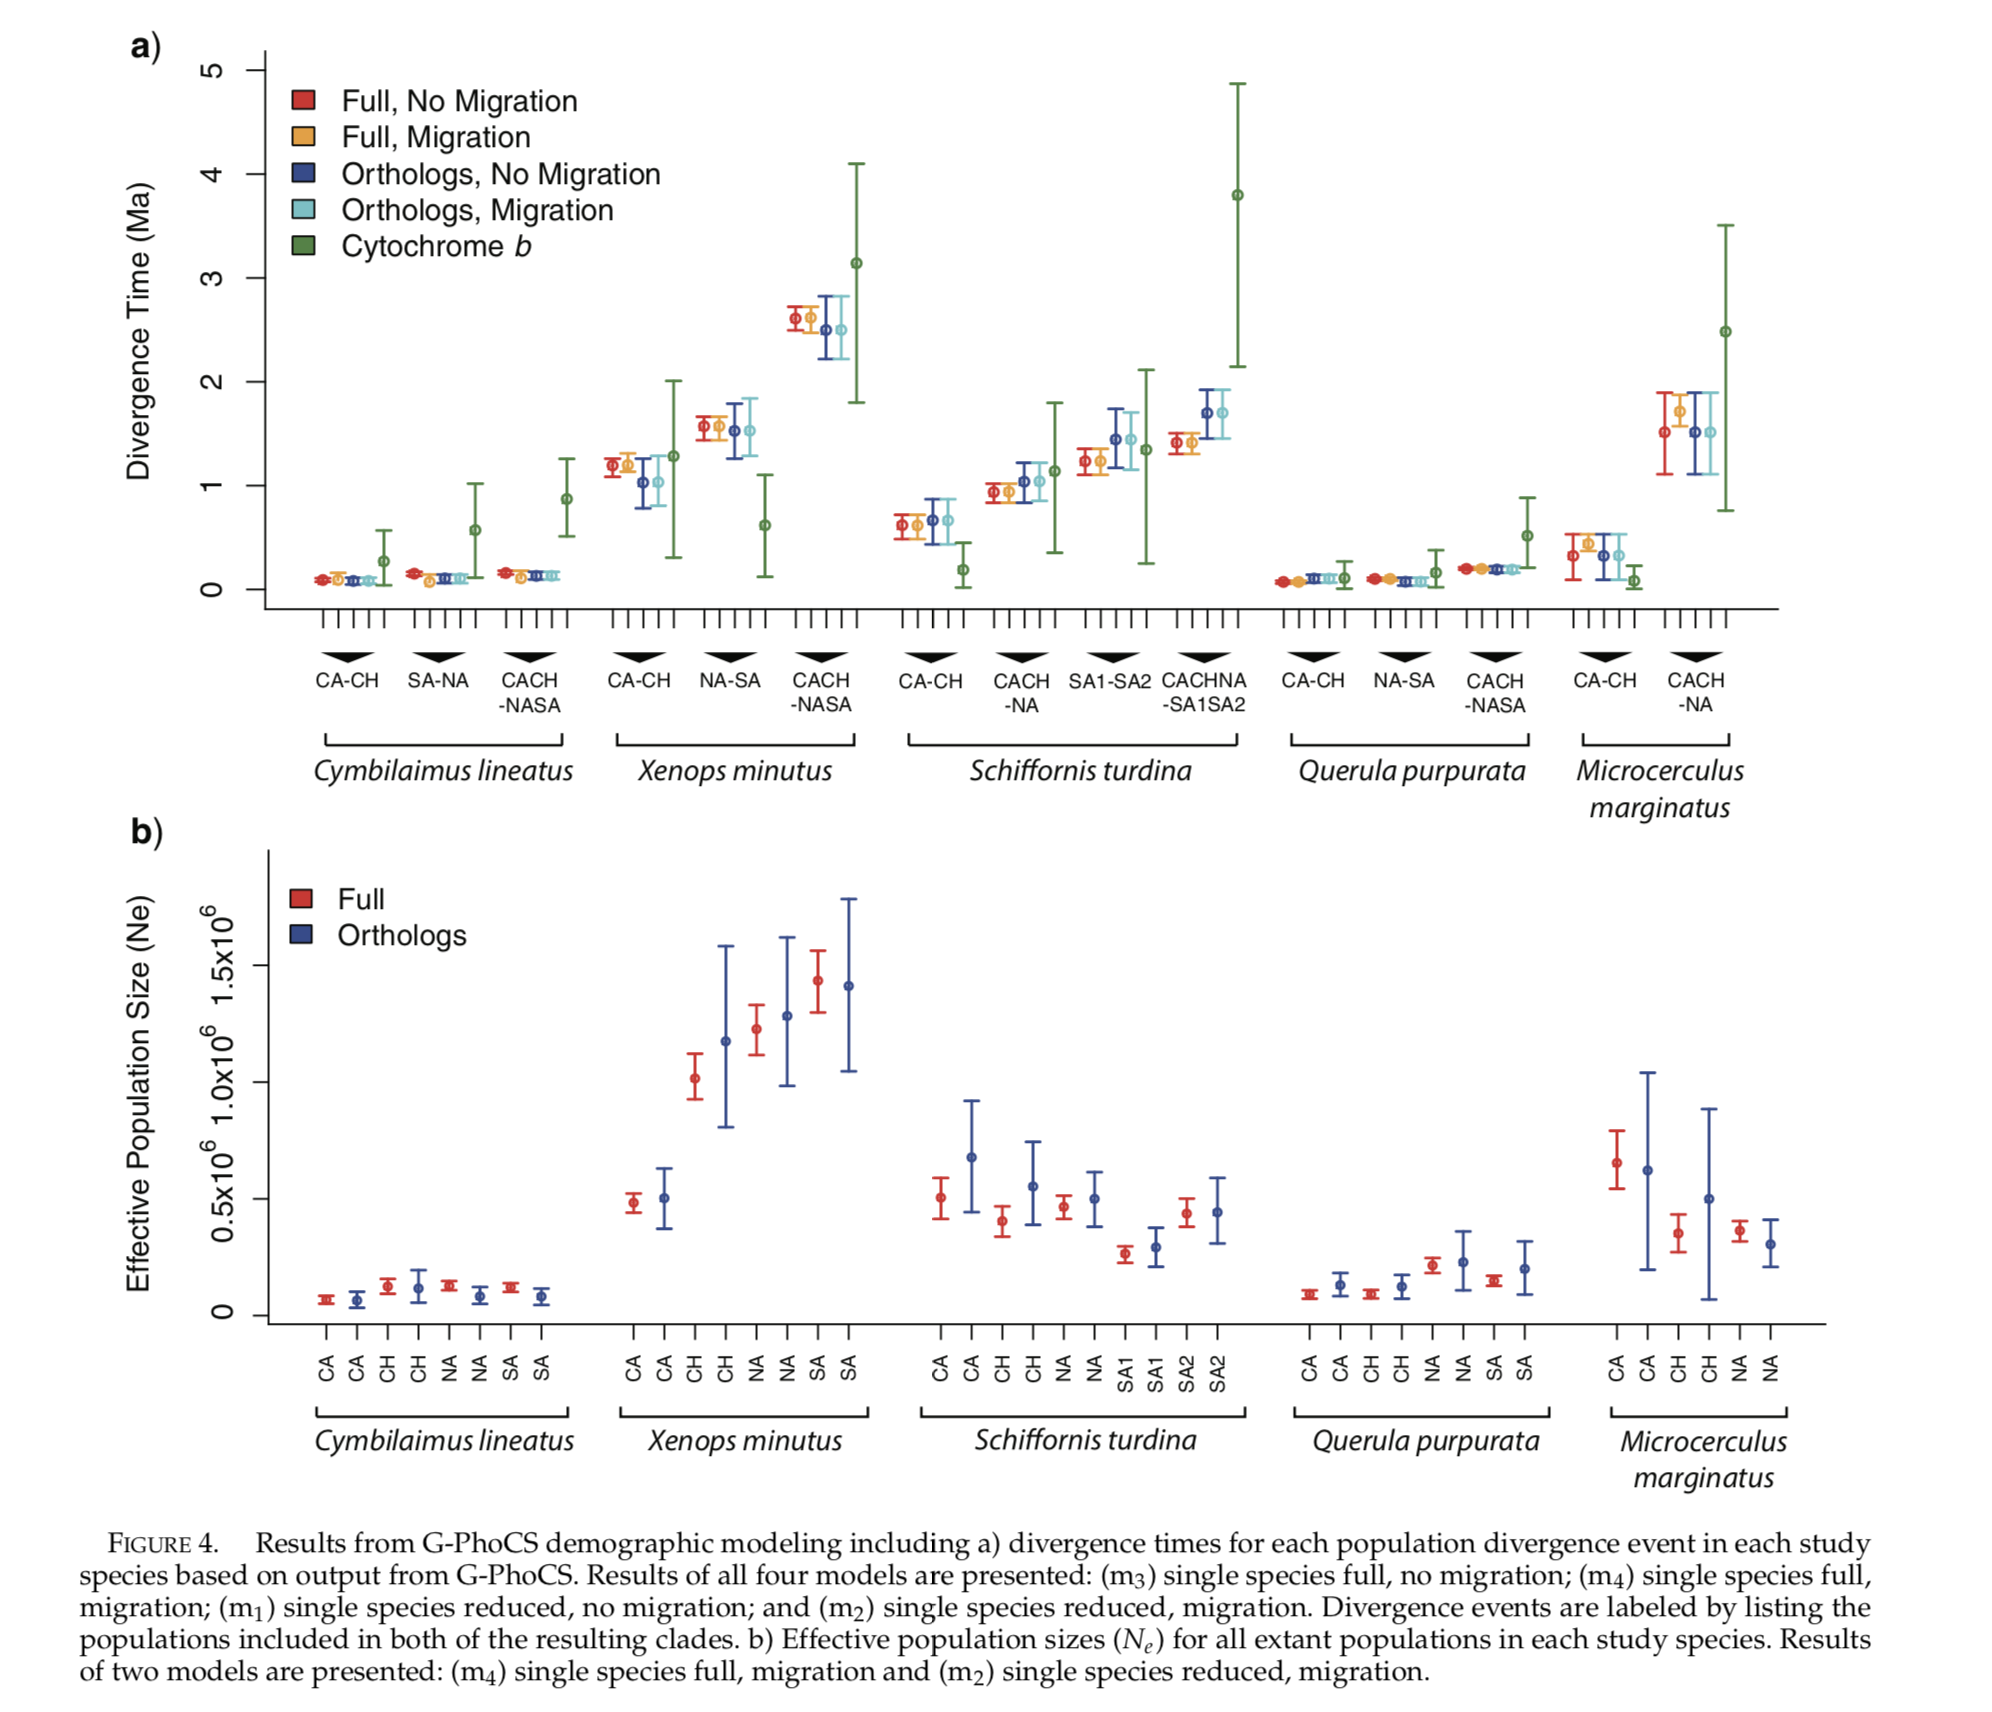 a)
Divergence Time (Ma)
5
4
3
2
1
0
Full, No Migration
Full, Migration
Orthologs, No Migration
Orthologs, Migration
Cytochrome b
CA-CH SA-NA CACH CA-CH NA-SA CACH CA-CH CACH SA1-SA2 CACHNA CA-CH NA-SA CACH CA-CH CACH
-NASA -NASA -NA -SA1SA2 -NASA -NA
Cymbilaimus lineatus Xenops minutus Schiffornis turdina Querula purpurata Microcerculus
marginatus
b)
Effective Population Size (Ne)
1.5x10⁶
1.0x10⁶
0.5x10⁶
0
Full
Orthologs
CA CA CH CH NA NA SA SA CA CA CH CH NA NA SA SA CA CA CH CH NA NA SA1 SA1 SA2 SA2 CA CA CH CH NA NA SA SA CA CA CH CH NA NA
Cymbilaimus lineatus Xenops minutus Schiffornis turdina Querula purpurata Microcerculus
marginatus
FIGURE 4. Results from G-PhoCS demographic modeling including a) divergence times for each population divergence event in each study
species based on output from G-PhoCS. Results of all four models are presented: (m₃) single species full, no migration; (m₄) single species full,
migration; (m₁) single species reduced, no migration; and (m₂) single species reduced, migration. Divergence events are labeled by listing the
populations included in both of the resulting clades. b) Effective population sizes (Nₑ) for all extant populations in each study species. Results
of two models are presented: (m₄) single species full, migration and (m₂) single species reduced, migration.